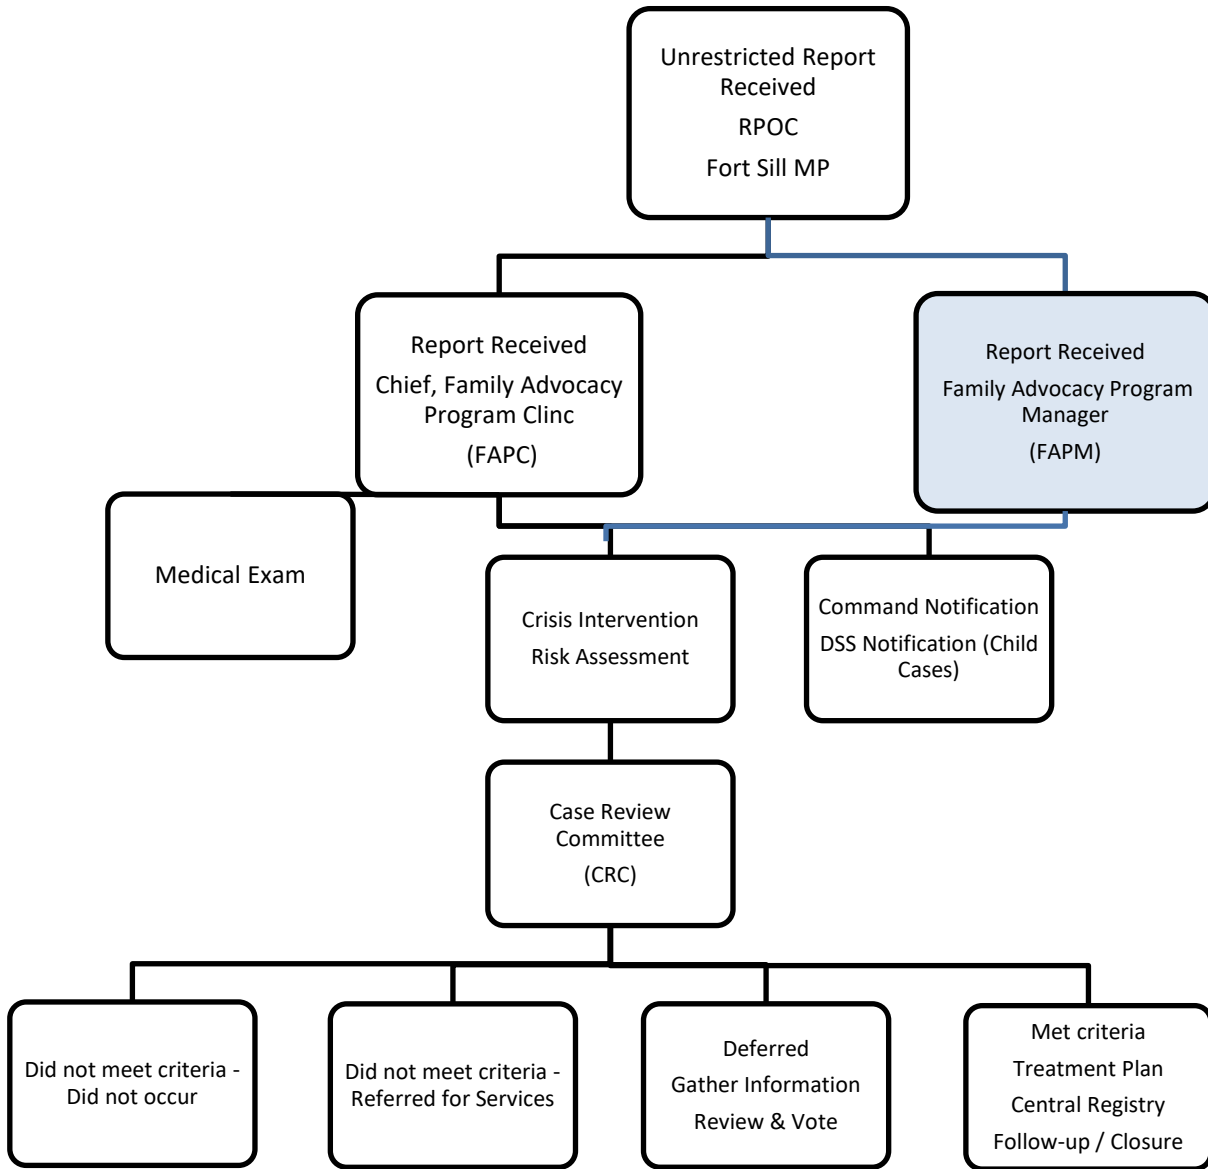 Unrestricted Report
Received
RPOC
Fort Sill MP
Report Received
Chief, Family Advocacy
Program Clinc
(FAPC)
Report Received
Family Advocacy Program
Manager
(FAPM)
Medical Exam
Crisis Intervention
Risk Assessment
Command Notification
DSS Notification (Child
Cases)
Case Review
Committee
(CRC)
Did not meet criteria -
Did not occur
Did not meet criteria -
Referred for Services
Deferred
Gather Information
Review & Vote
Met criteria
Treatment Plan
Central Registry
Follow-up / Closure